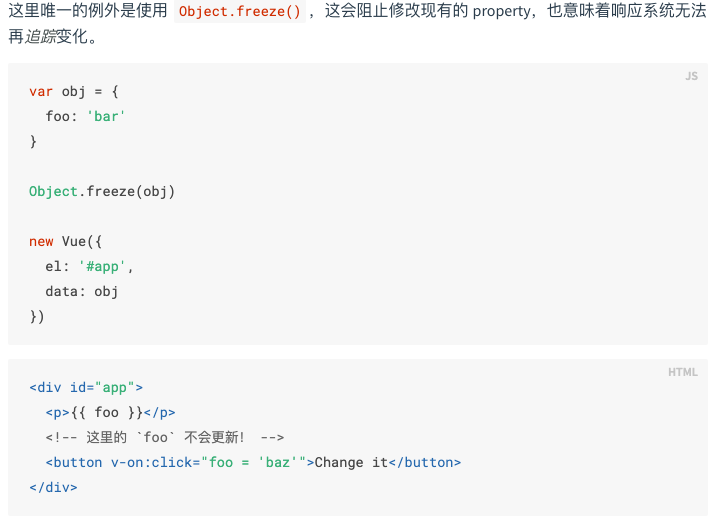 这里唯一的例外是使用 Object.freeze() ，这会阻止修改现有的 property，也意味着响应系统无法
再追踪变化。
JS
var obj = {
  foo: 'bar'
}
Object.freeze(obj)
new Vue({
  el: '#app',
  data: obj
})
HTML
<div id="app">
  <p>{{ foo }}</p>
  <!-- 这里的 `foo` 不会更新！ -->
  <button v-on:click="foo = 'baz'">Change it</button>
</div>